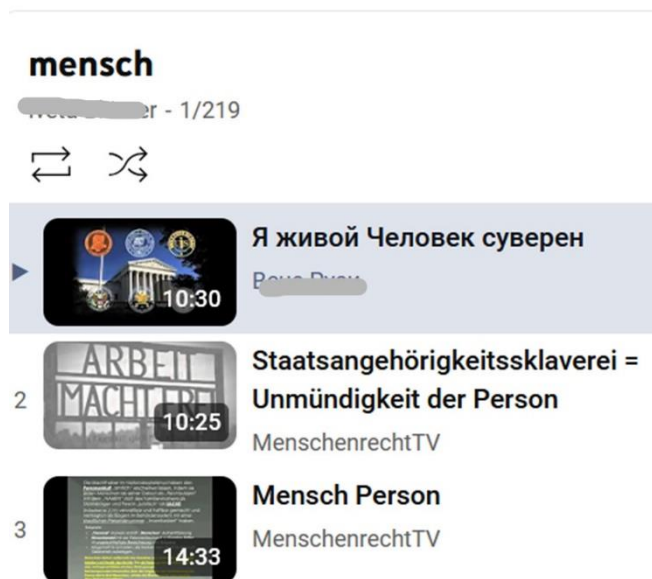 mensch
- 1/219
Я живой Человек суверен
10:30
2
ARBEIT
MACHT FREI
10:25
Staatsangehörigkeitssklaverei =
Unmündigkeit der Person
MenschenrechtTV
3
14:33
Mensch Person
MenschenrechtTV